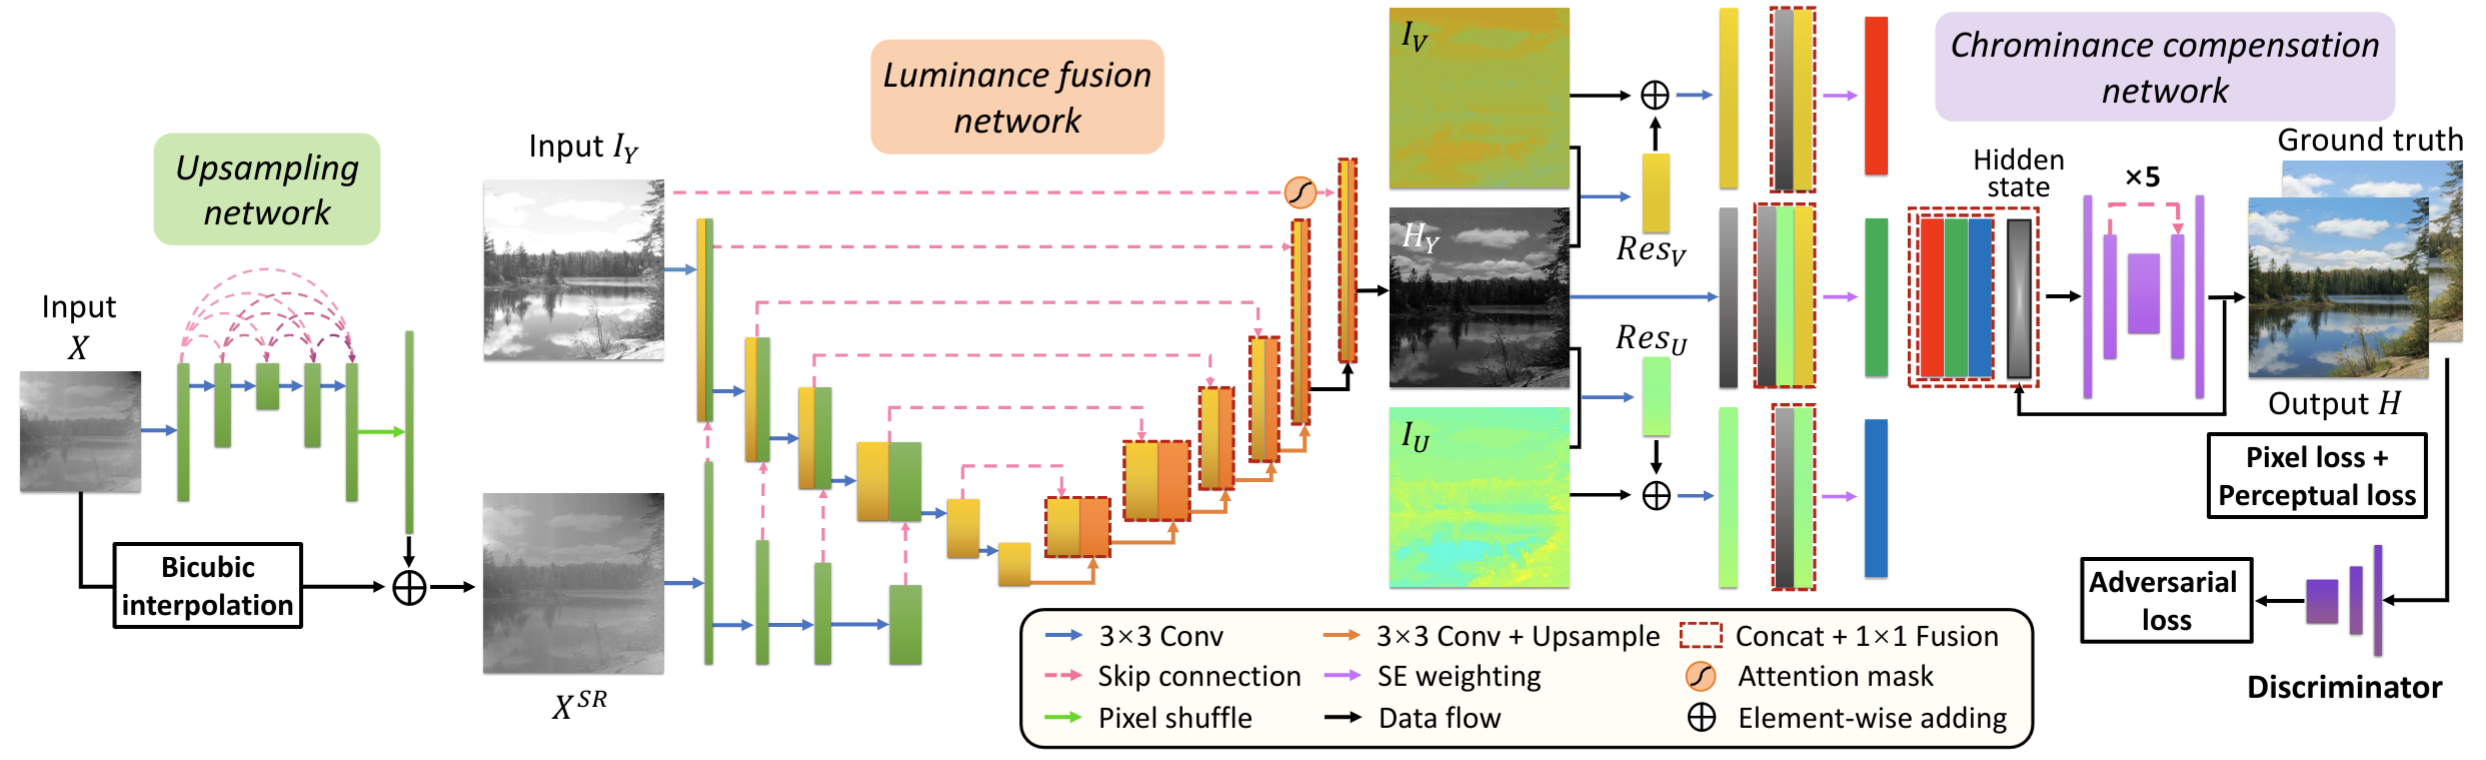 Upsampling
network
Input
X
Bicubic
interpolation
Input I_Y
X^{SR}
Luminance fusion
network
I_V
H_Y
I_U
Res_V
Res_U
Chrominance compensation
network
Hidden
state
×5
Ground truth
Output H
Pixel loss +
Perceptual loss
Adversarial
loss
Discriminator
3×3 Conv
3×3 Conv + Upsample
Concat + 1×1 Fusion
Skip connection
SE weighting
Attention mask
Pixel shuffle
Data flow
Element-wise adding